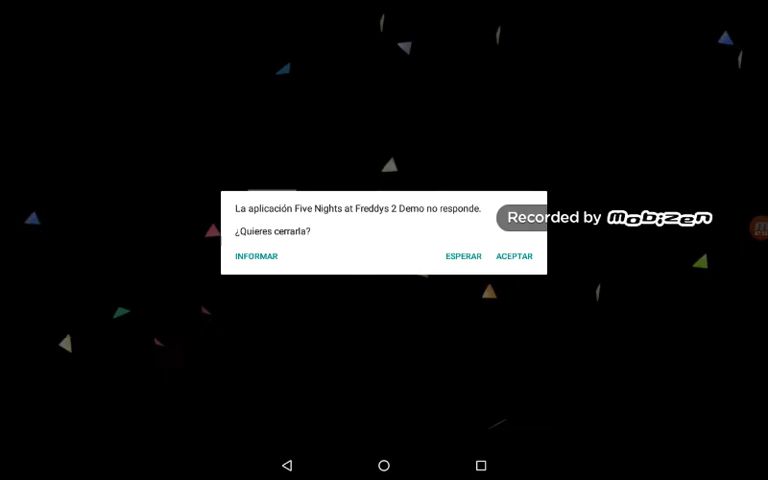 La aplicación Five Nights at Freddys 2 Demo no responde.
Recorded by mobizen
¿Quieres cerrarla?
INFORMAR
ESPERAR
ACEPTAR